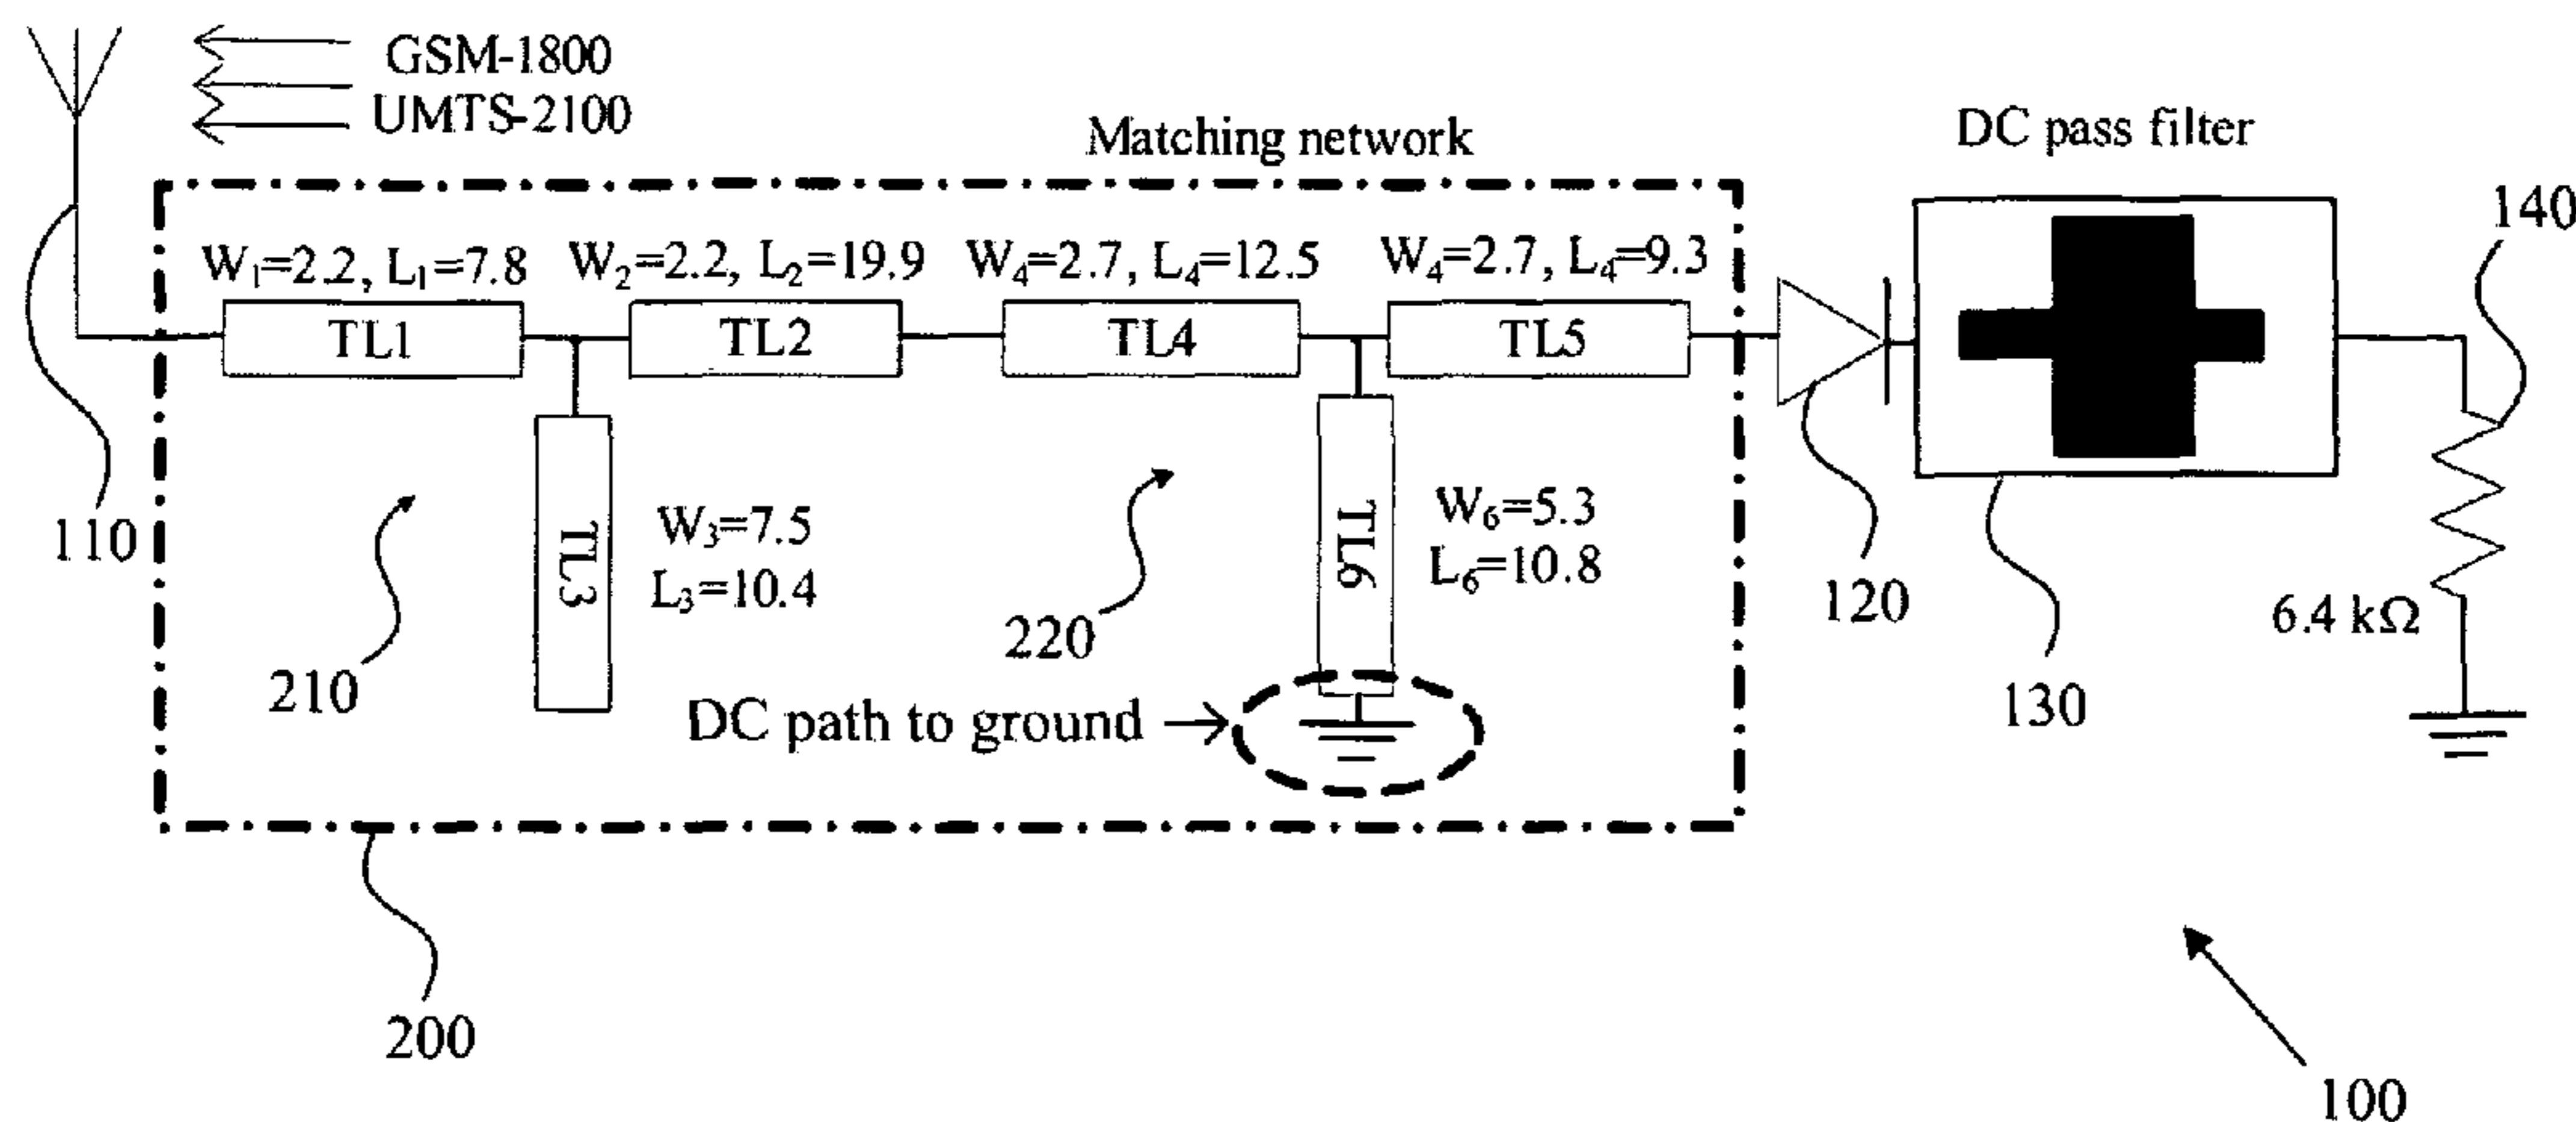 GSM-1800
UMTS-2100
Matching network
DC pass filter
140
W₁=2.2, L₁=7.8
W₂=2.2, L₂=19.9
W₄=2.7, L₄=12.5
W₄=2.7, L₄=9.3
TL1
TL2
TL4
TL5
110
TL3
W₃=7.5
L₃=10.4
TL6
W₆=5.3
L₆=10.8
120
6.4 kΩ
210
220
130
DC path to ground
200
100